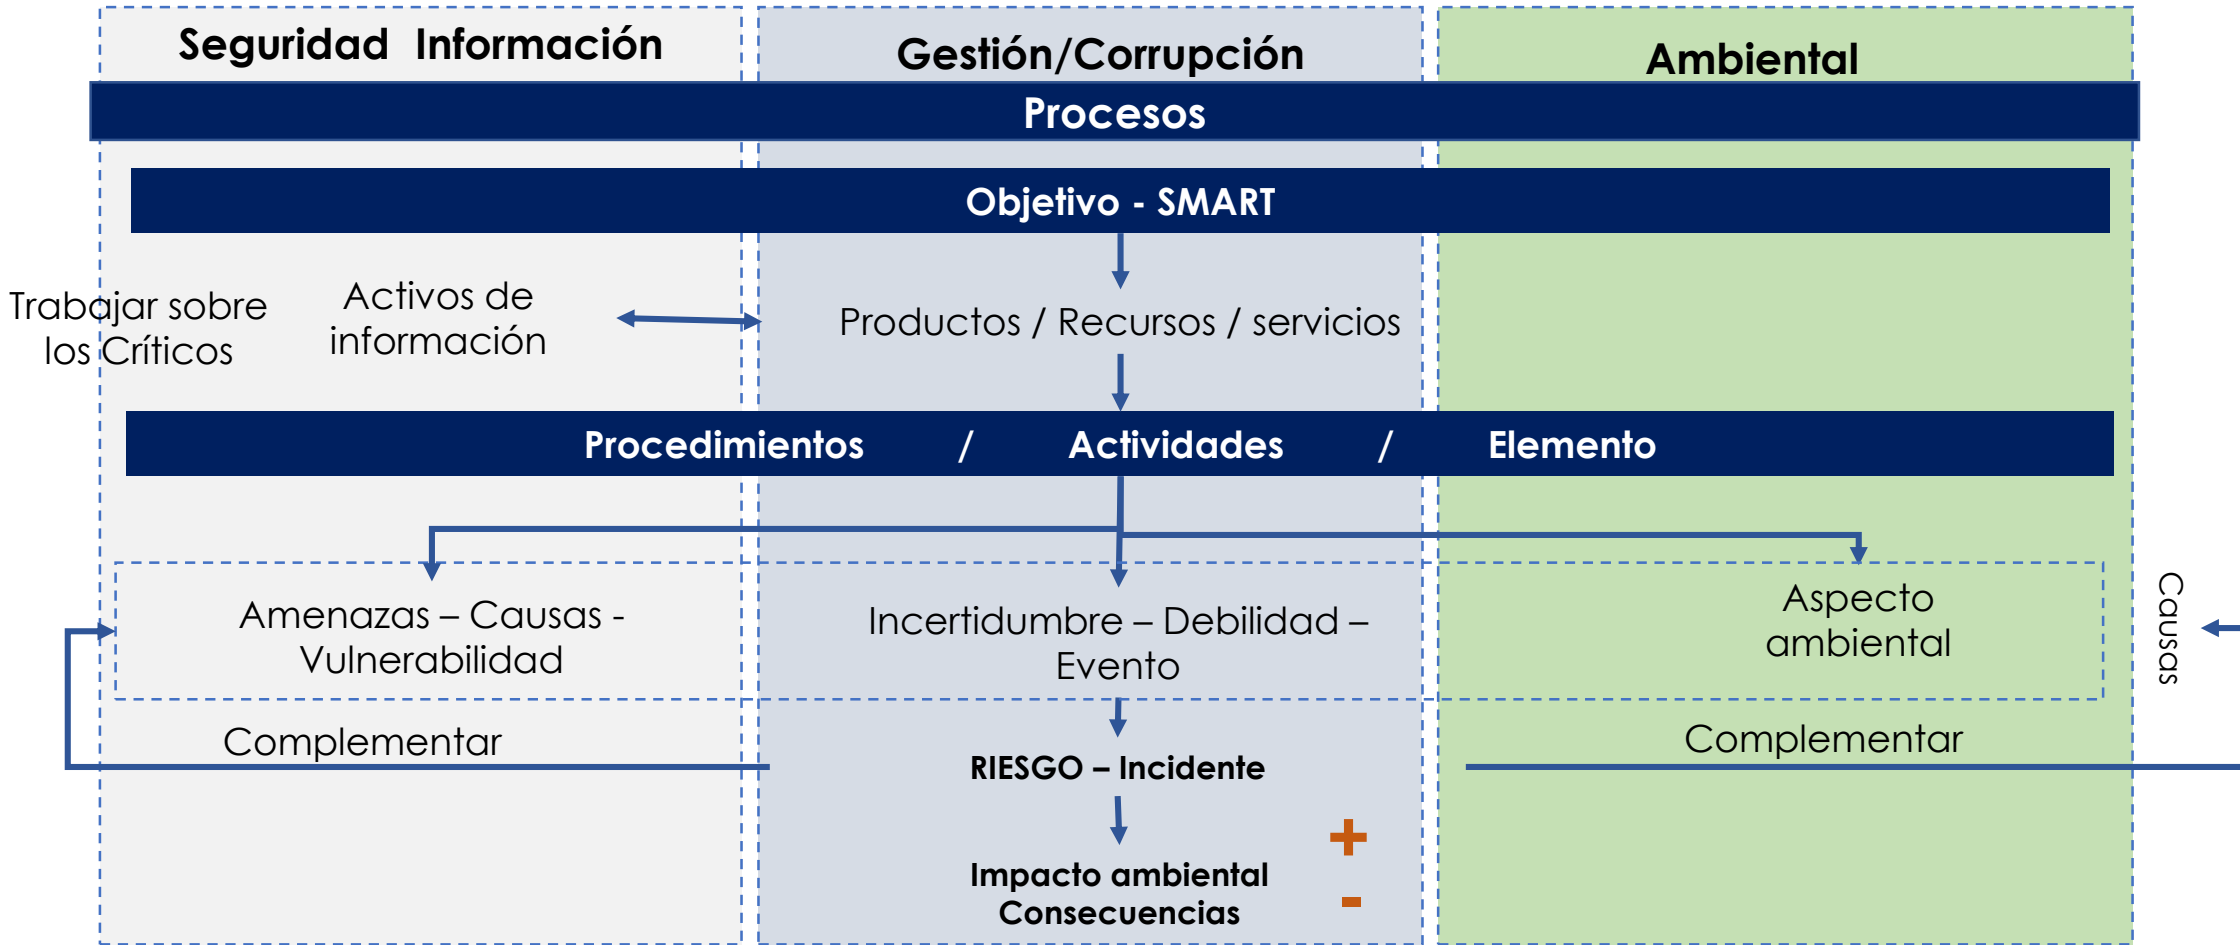 Seguridad Información
Gestión/Corrupción
Ambiental
Procesos
Objetivo - SMART
Trabajar sobre
los Críticos
Activos de
información
Productos / Recursos / servicios
Procedimientos / Actividades / Elemento
Amenazas – Causas -
Vulnerabilidad
Incertidumbre – Debilidad –
Evento
Aspecto
ambiental
Causas
Complementar
RIESGO – Incidente
Complementar
+
Impacto ambiental
Consecuencias
-